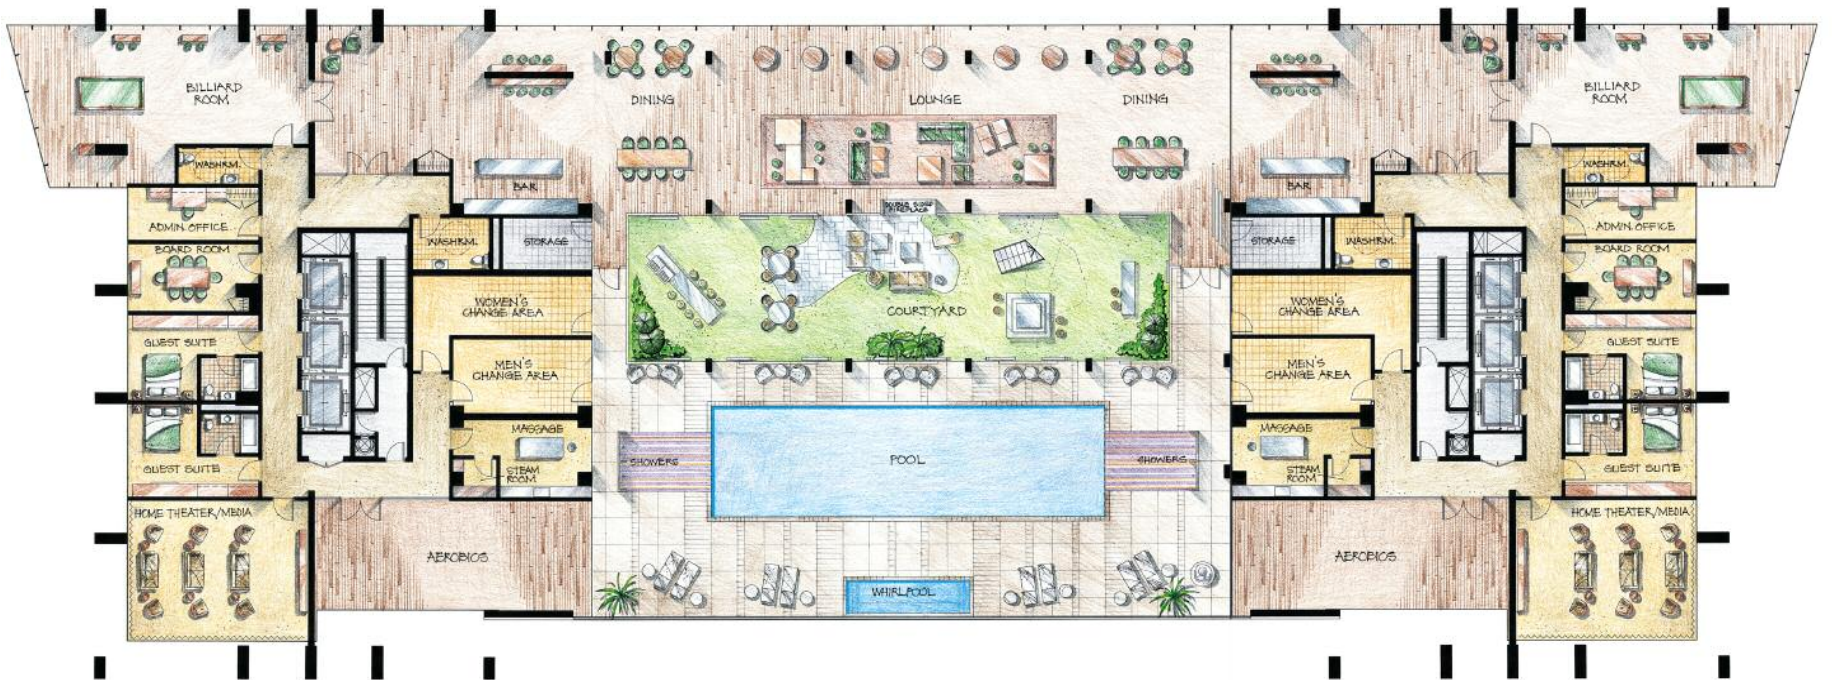 BILLIARD
ROOM
DINING
LOUNGE
DINING
BILLIARD
ROOM
WASHRM.
BAR
BAR
WASHRM.
DOUBLE SIDED
FIREPLACE
ADMIN. OFFICE
WASHRM.
STORAGE
STORAGE
WASHRM.
ADMIN. OFFICE
BOARD ROOM
BOARD ROOM
WOMEN'S
CHANGE AREA
COURTYARD
WOMEN'S
CHANGE AREA
GUEST SUITE
GUEST SUITE
MEN'S
CHANGE AREA
MEN'S
CHANGE AREA
MASSAGE
MASSAGE
SHOWERS
POOL
SHOWERS
GUEST SUITE
STEAM
ROOM
STEAM
ROOM
GUEST SUITE
HOME THEATER/MEDIA
HOME THEATER/MEDIA
AEROBICS
AEROBICS
WHIRLPOOL